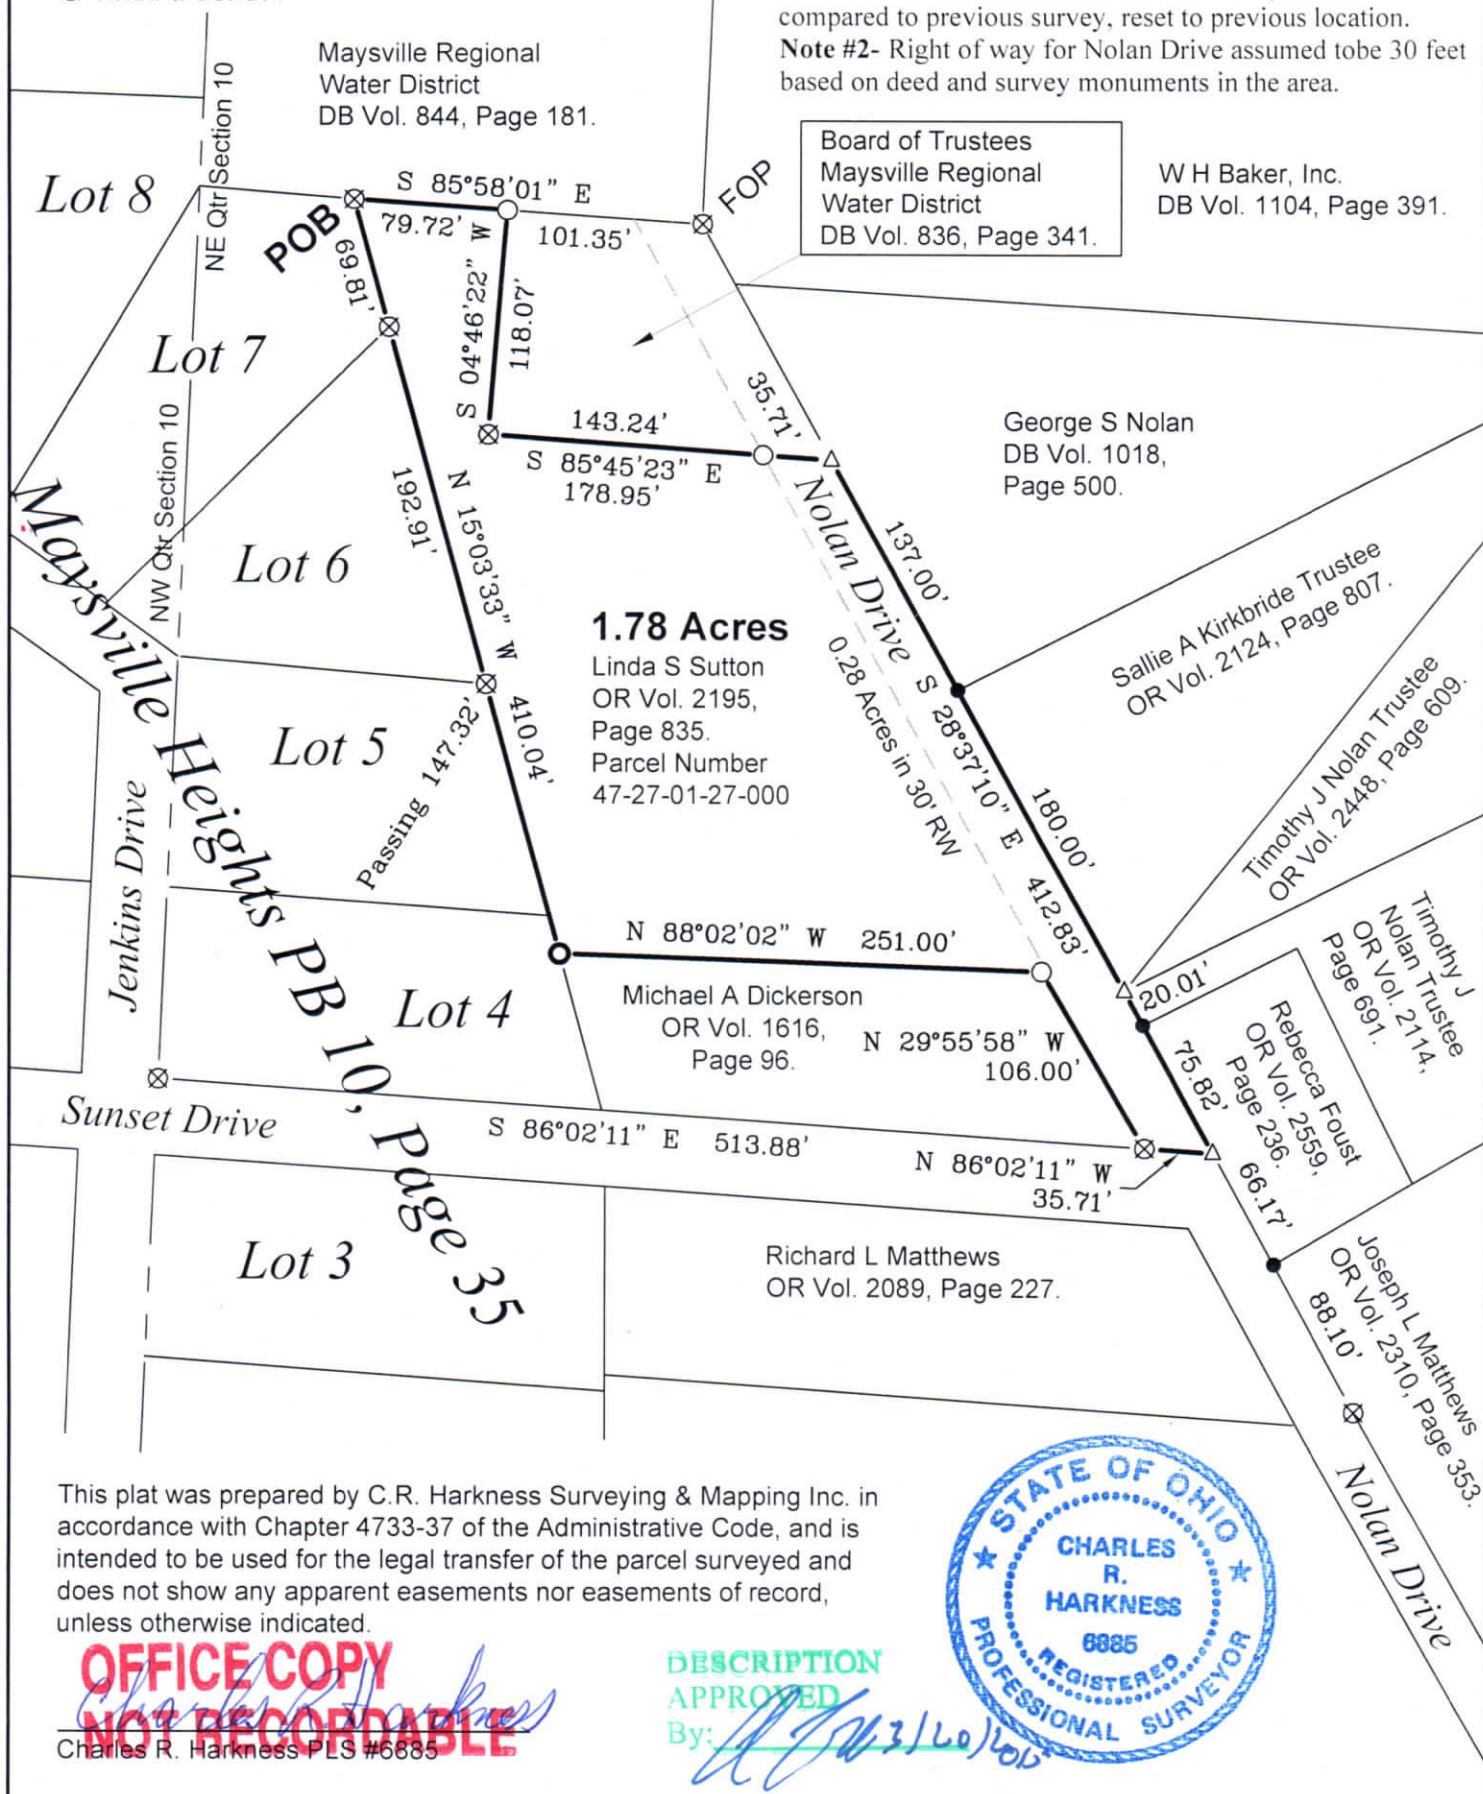 compared to previous survey, reset to previous location.
Note #2- Right of way for Nolan Drive assumed tobe 30 feet
based on deed and survey monuments in the area.
Maysville Regional
Water District
DB Vol. 844, Page 181.
Board of Trustees
Maysville Regional
Water District
DB Vol. 836, Page 341.
W H Baker, Inc.
DB Vol. 1104, Page 391.
NE Qtr Section 10
Lot 8
POB
S 85°58'01" E
79.72'
101.35'
FOP
69.81'
S 04°46'22" W
118.07'
Lot 7
35.71'
143.24'
S 85°45'23" E
178.95'
George S Nolan
DB Vol. 1018,
Page 500.
NW Qtr Section 10
192.91'
N 15°03'33" W
410.04'
Nolan Drive
137.00'
Lot 6
Sallie A Kirkbride Trustee
OR Vol. 2124, Page 807.
1.78 Acres
Linda S Sutton
OR Vol. 2195,
Page 835.
Parcel Number
47-27-01-27-000
0.28 Acres in 30' RW
S 28°37'10" E
412.83'
180.00'
Timothy J Nolan Trustee
OR Vol. 2448, Page 609.
Lot 5
Passing 147.32'
Maysville Heights PB 10, Page 35
Jenkins Drive
N 88°02'02" W 251.00'
Timothy J
Nolan Trustee
OR Vol. 2114,
Page 691.
20.01'
Lot 4
Michael A Dickerson
OR Vol. 1616,
Page 96.
N 29°55'58" W
106.00'
75.82'
Rebecca Foust
OR Vol. 2559,
Page 236.
Sunset Drive
S 86°02'11" E 513.88'
N 86°02'11" W
35.71'
66.17'
Lot 3
Richard L Matthews
OR Vol. 2089, Page 227.
Joseph L Matthews
OR Vol. 2310, Page 353.
88.10'
Nolan Drive
This plat was prepared by C.R. Harkness Surveying & Mapping Inc. in
accordance with Chapter 4733-37 of the Administrative Code, and is
intended to be used for the legal transfer of the parcel surveyed and
does not show any apparent easements nor easements of record,
unless otherwise indicated.
OFFICE COPY
NOT RECORDABLE
Charles R. Harkness
Charles R. Harkness PLS #6885
DESCRIPTION
APPROVED
By:
STATE OF OHIO
CHARLES
R.
HARKNESS
6885
REGISTERED
PROFESSIONAL SURVEYOR